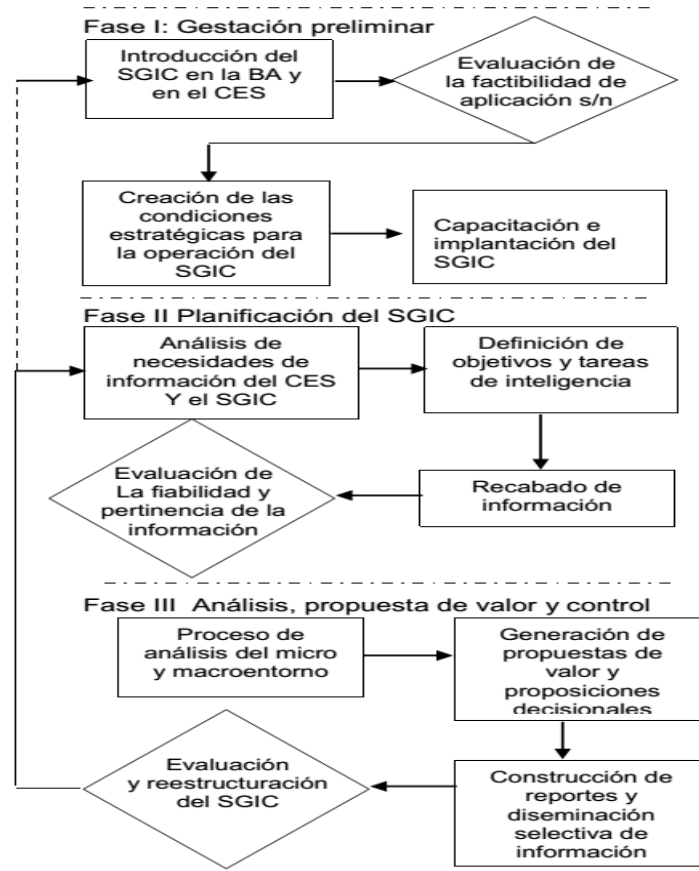 Fase I: Gestación preliminar
Introducción del
SGIC en la BA y
en el CES
Evaluación de
la factibilidad de
aplicación s/n
Creación de las
condiciones
estratégicas para
la operación del
SGIC
Capacitación e
implantación del
SGIC
Fase II Planificación del SGIC
Análisis de
necesidades de
información del CES
Y el SGIC
Definición de
objetivos y tareas
de inteligencia
Evaluación de
La fiabilidad y
pertinencia de la
información
Recabado de
información
Fase III Análisis, propuesta de valor y control
Proceso de
análisis del micro
y macroentorno
Generación de
propuestas de
valor y
proposiciones
decisionales
Evaluación
y reestructuración
del SGIC
Construcción de
reportes y
diseminación
selectiva de
información